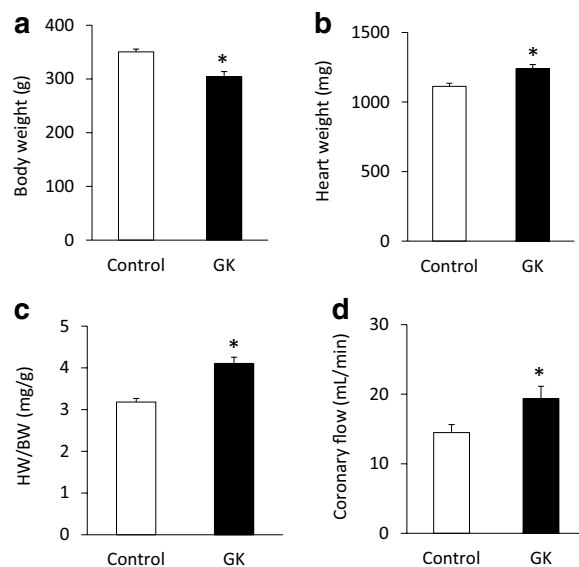 a
Body weight (g)
400
300
200
100
0
*
Control
GK
b
Heart weight (mg)
1500
1000
500
0
*
Control
GK
c
HW/BW (mg/g)
5
4
3
2
1
0
*
Control
GK
d
Coronary flow (mL/min)
30
20
10
0
*
Control
GK